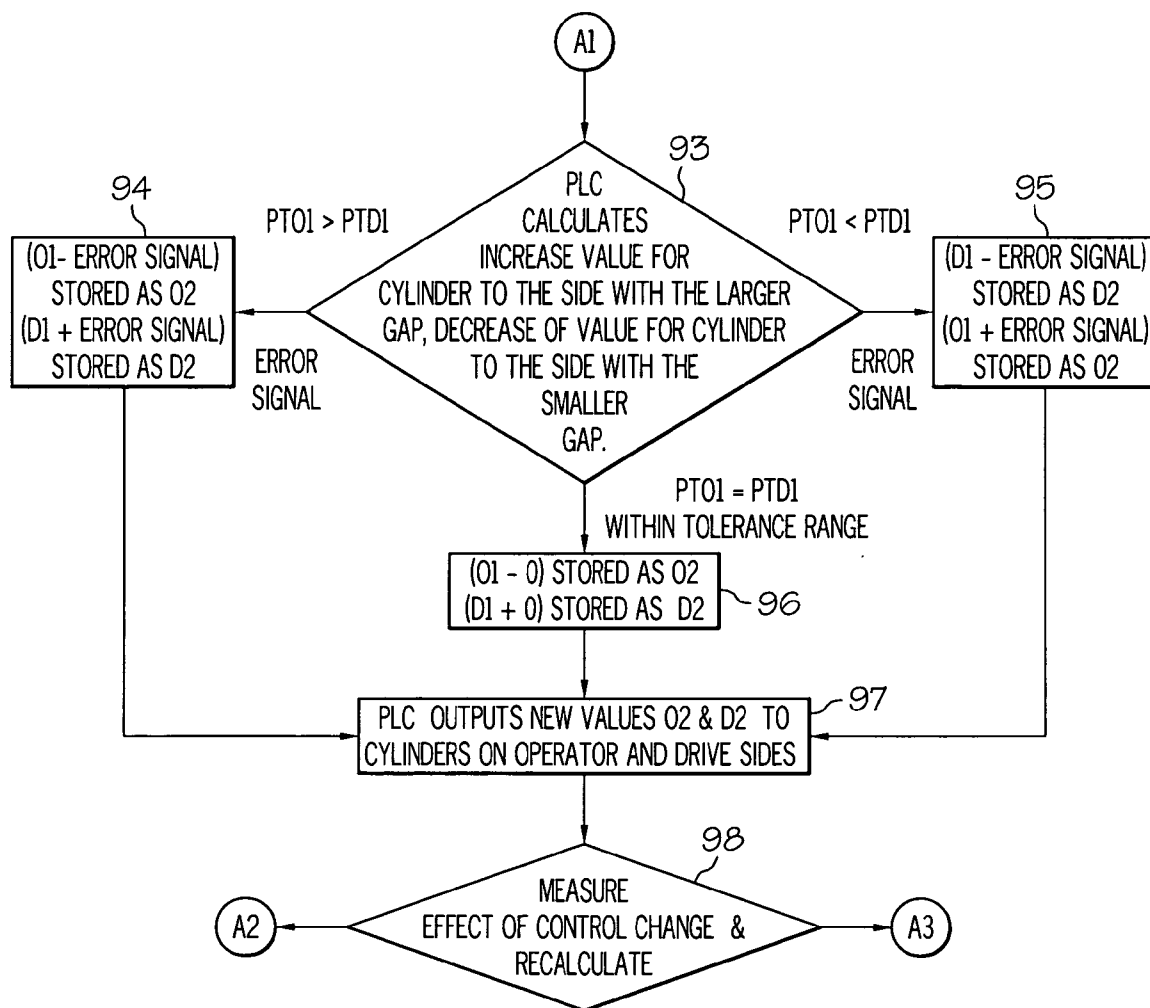 A1
93
PLC
CALCULATES
INCREASE VALUE FOR
CYLINDER TO THE SIDE WITH THE LARGER
GAP, DECREASE OF VALUE FOR CYLINDER
TO THE SIDE WITH THE
SMALLER
GAP.
PTO1 > PTD1
ERROR
SIGNAL
94
(O1- ERROR SIGNAL)
STORED AS O2
(D1 + ERROR SIGNAL)
STORED AS D2
PTO1 < PTD1
ERROR
SIGNAL
95
(D1 - ERROR SIGNAL)
STORED AS D2
(O1 + ERROR SIGNAL)
STORED AS O2
PTO1 = PTD1
WITHIN TOLERANCE RANGE
(O1 - 0) STORED AS O2
(D1 + 0) STORED AS D2
96
97
PLC OUTPUTS NEW VALUES O2 & D2 TO
CYLINDERS ON OPERATOR AND DRIVE SIDES
98
MEASURE
EFFECT OF CONTROL CHANGE &
RECALCULATE
A2
A3